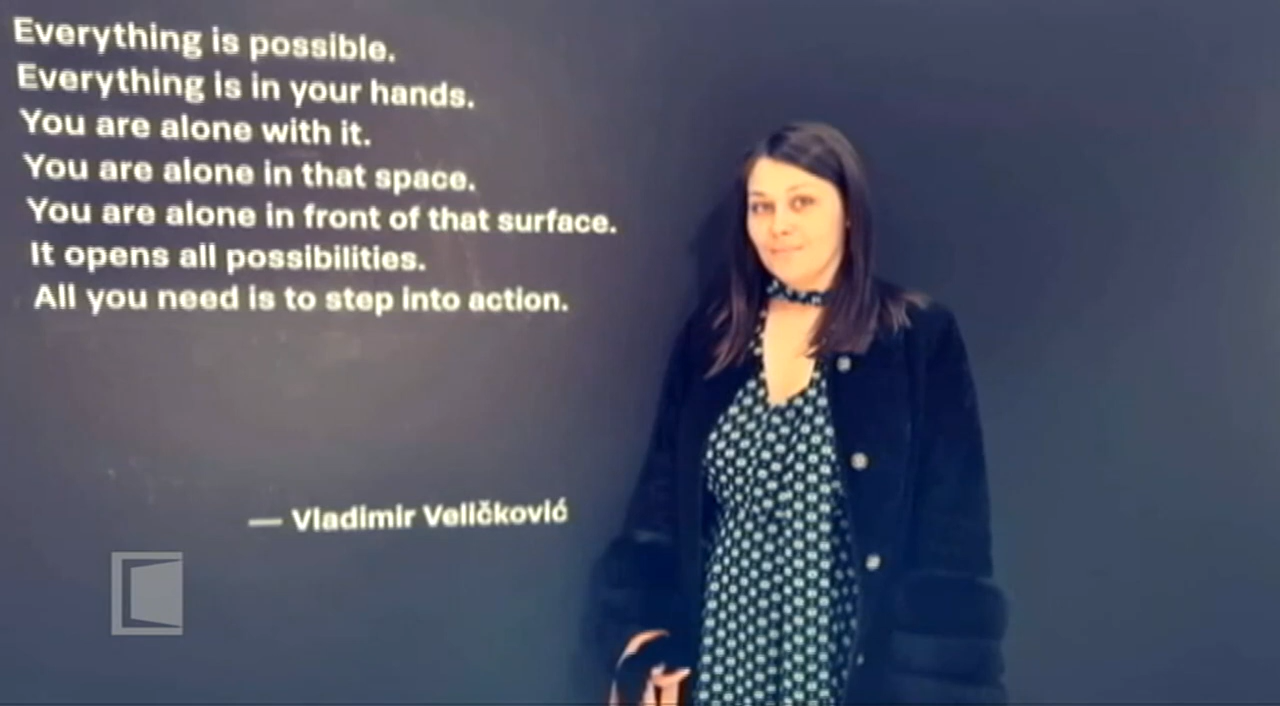 Everything is possible.
Everything is in your hands.
You are alone with it.
You are alone in that space.
You are alone in front of that surface.
It opens all possibilities.
All you need is to step into action.
— Vladimir Veličković